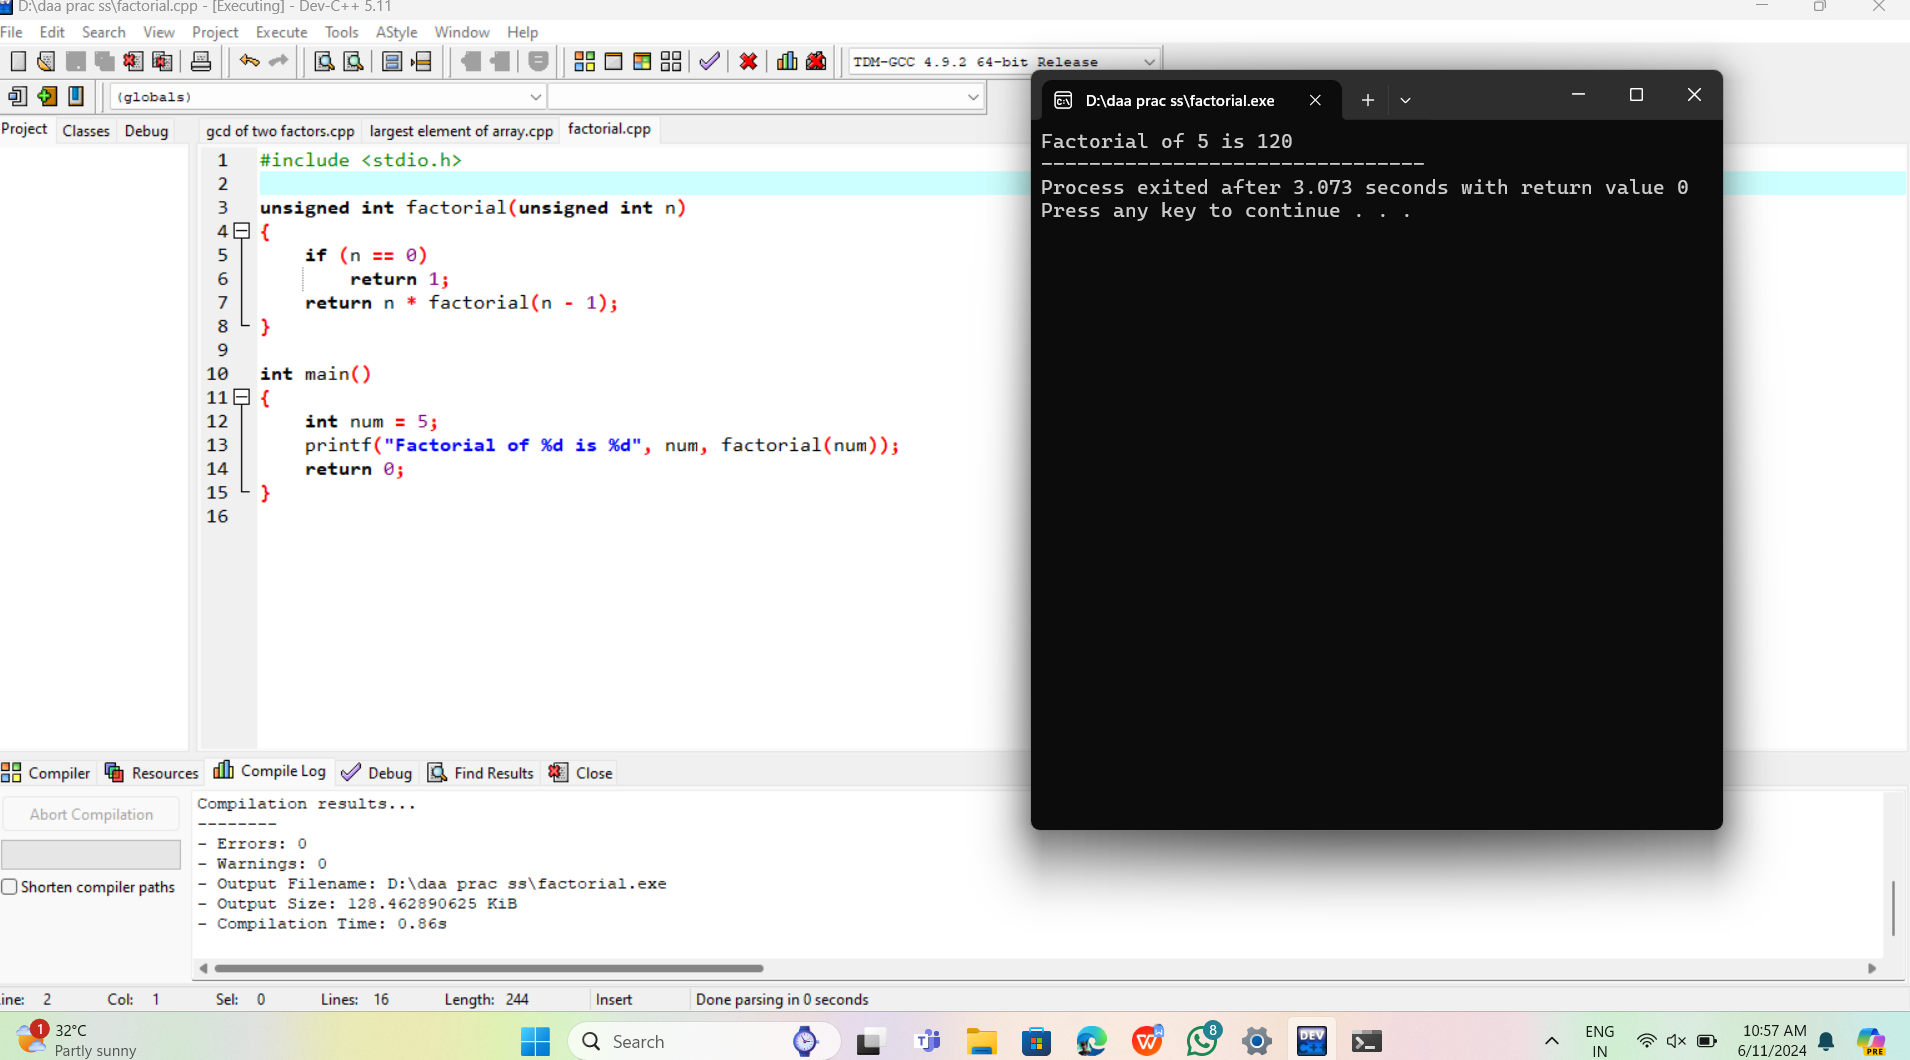 D:\daa prac ss\factorial.cpp - [Executing] - Dev-C++ 5.11
File Edit Search View Project Execute Tools AStyle Window Help
TDM-GCC 4.9.2 64-bit Release
(globals)
Project Classes Debug
gcd of two factors.cpp largest element of array.cpp factorial.cpp
1 #include <stdio.h>
2
3 unsigned int factorial(unsigned int n)
4 {
5 if (n == 0)
6 return 1;
7 return n * factorial(n - 1);
8 }
9
10 int main()
11 {
12 int num = 5;
13 printf("Factorial of %d is %d", num, factorial(num));
14 return 0;
15 }
16
D:\daa prac ss\factorial.exe
Factorial of 5 is 120
--------------------------------
Process exited after 3.073 seconds with return value 0
Press any key to continue . . .
Compiler Resources Compile Log Debug Find Results Close
Abort Compilation
Shorten compiler paths
Compilation results...
--------
- Errors: 0
- Warnings: 0
- Output Filename: D:\daa prac ss\factorial.exe
- Output Size: 128.462890625 KiB
- Compilation Time: 0.86s
ine: 2 Col: 1 Sel: 0 Lines: 16 Length: 244 Insert Done parsing in 0 seconds
1
32°C
Partly sunny
Search
8
DEV
C++
ENG
IN
10:57 AM
6/11/2024
PRE